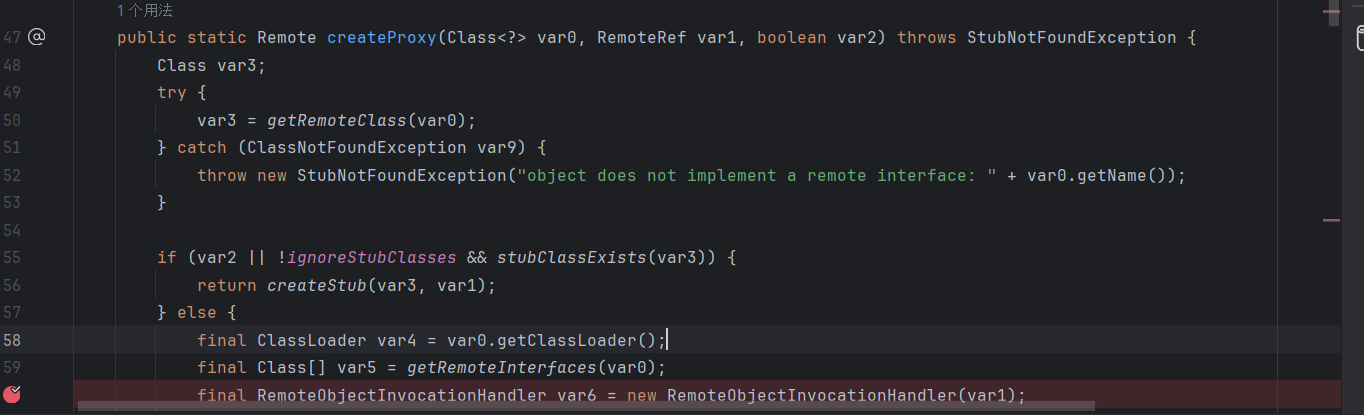 1 个用法
47 @ public static Remote createProxy(Class<?> var0, RemoteRef var1, boolean var2) throws StubNotFoundException {
48 Class var3;
49 try {
50 var3 = getRemoteClass(var0);
51 } catch (ClassNotFoundException var9) {
52 throw new StubNotFoundException("object does not implement a remote interface: " + var0.getName());
53 }
54
55 if (var2 || !ignoreStubClasses && stubClassExists(var3)) {
56 return createStub(var3, var1);
57 } else {
58 final ClassLoader var4 = var0.getClassLoader();
59 final Class[] var5 = getRemoteInterfaces(var0);
final RemoteObjectInvocationHandler var6 = new RemoteObjectInvocationHandler(var1);